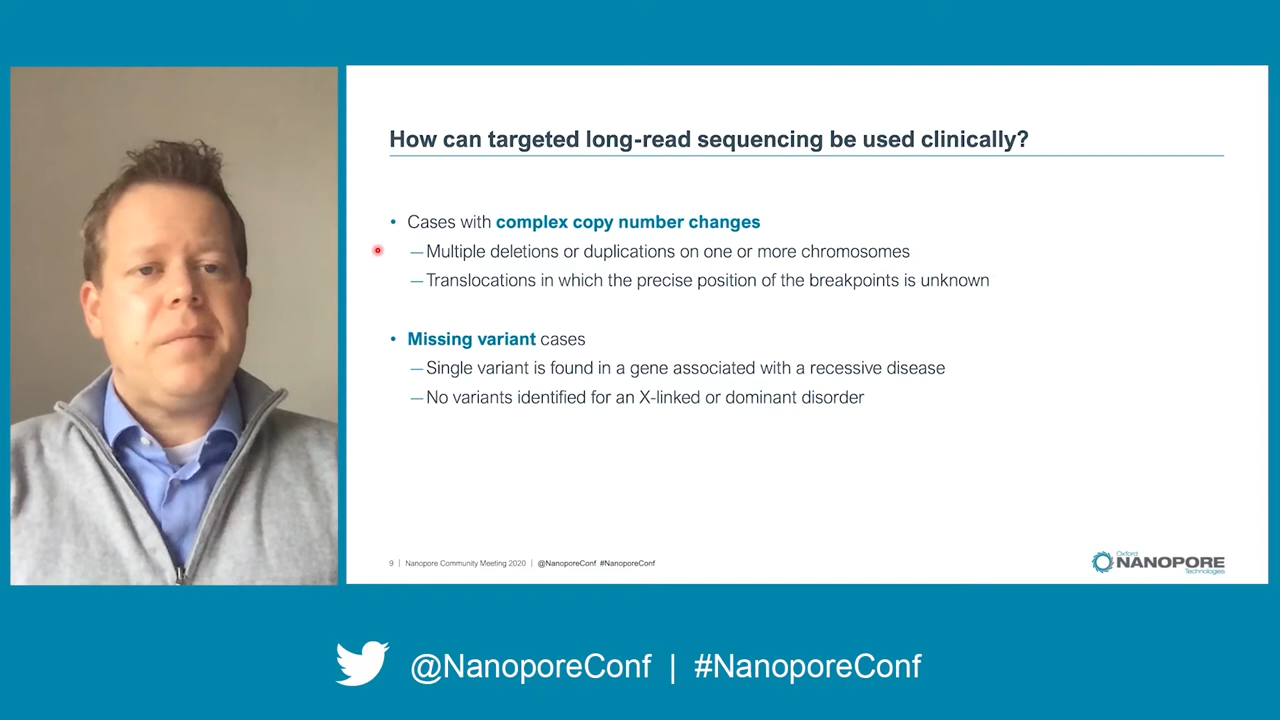 How can targeted long-read sequencing be used clinically?
• Cases with complex copy number changes
— Multiple deletions or duplications on one or more chromosomes
— Translocations in which the precise position of the breakpoints is unknown
• Missing variant cases
— Single variant is found in a gene associated with a recessive disease
— No variants identified for an X-linked or dominant disorder
9 | Nanopore Community Meeting 2020 | @NanoporeConf #NanoporeConf
Oxford
NANOPORE
Technologies
@NanoporeConf | #NanoporeConf